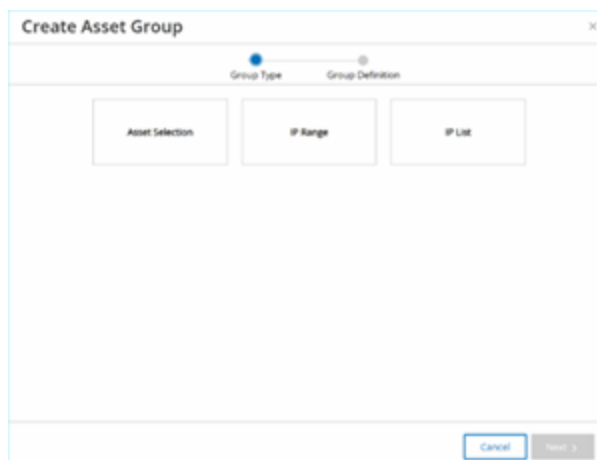 Create Asset Group
Group Type Group Definition
Asset Selection IP Range IP List
Cancel Next >